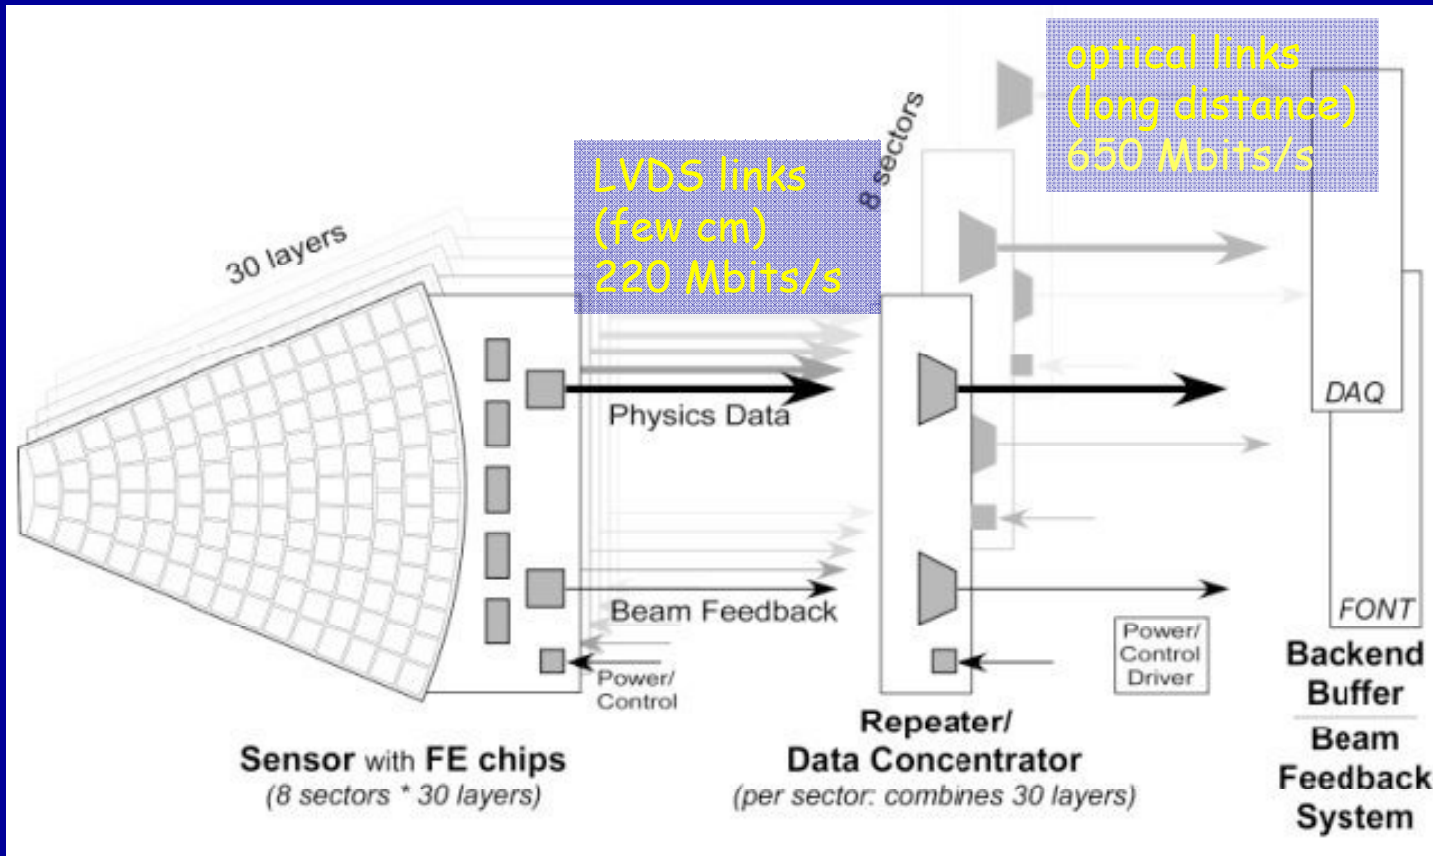 optical links
(long distance)
650 Mbits/s
8 sectors
LVDS links
(few cm)
220 Mbits/s
30 layers
Physics Data
DAQ
Beam Feedback
FONT
Power/
Control
Power/
Control
Driver
Sensor with FE chips
(8 sectors * 30 layers)
Repeater/
Data Concentrator
(per sector: combines 30 layers)
Backend
Buffer
Beam
Feedback
System